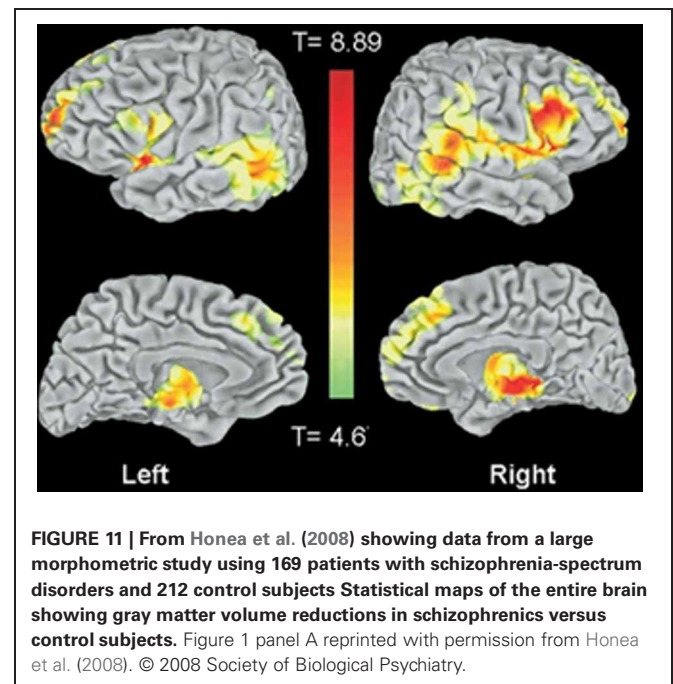 T= 8.89
T= 4.6
Left
Right
FIGURE 11 | From Honea et al. (2008) showing data from a large
morphometric study using 169 patients with schizophrenia-spectrum
disorders and 212 control subjects Statistical maps of the entire brain
showing gray matter volume reductions in schizophrenics versus
control subjects. Figure 1 panel A reprinted with permission from Honea
et al. (2008). © 2008 Society of Biological Psychiatry.